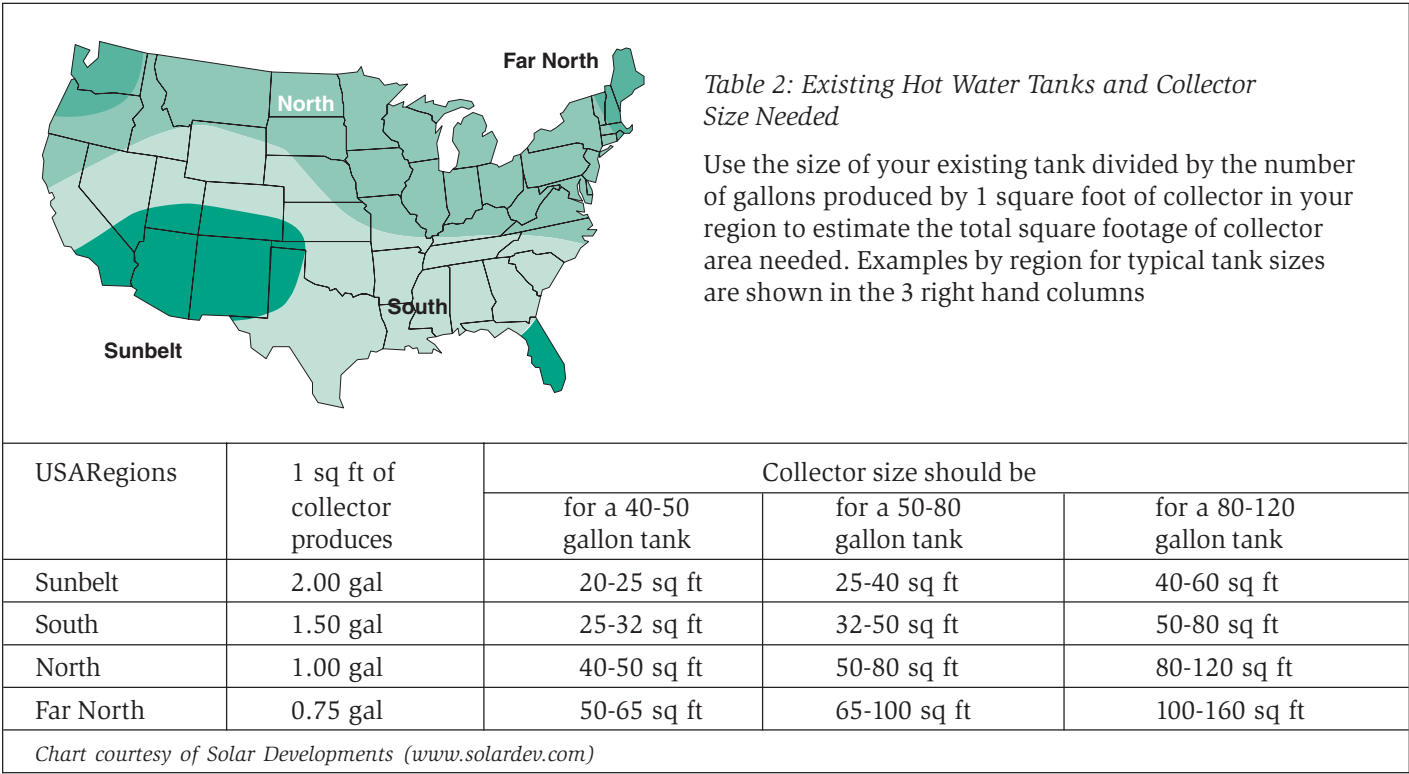 Far North
North
South
Sunbelt
Table 2: Existing Hot Water Tanks and Collector
Size Needed
Use the size of your existing tank divided by the number
of gallons produced by 1 square foot of collector in your
region to estimate the total square footage of collector
area needed. Examples by region for typical tank sizes
are shown in the 3 right hand columns
USARegions 1 sq ft of Collector size should be
collector for a 40-50 for a 50-80 for a 80-120
produces gallon tank gallon tank gallon tank
Sunbelt 2.00 gal 20-25 sq ft 25-40 sq ft 40-60 sq ft
South 1.50 gal 25-32 sq ft 32-50 sq ft 50-80 sq ft
North 1.00 gal 40-50 sq ft 50-80 sq ft 80-120 sq ft
Far North 0.75 gal 50-65 sq ft 65-100 sq ft 100-160 sq ft
Chart courtesy of Solar Developments (www.solardev.com)